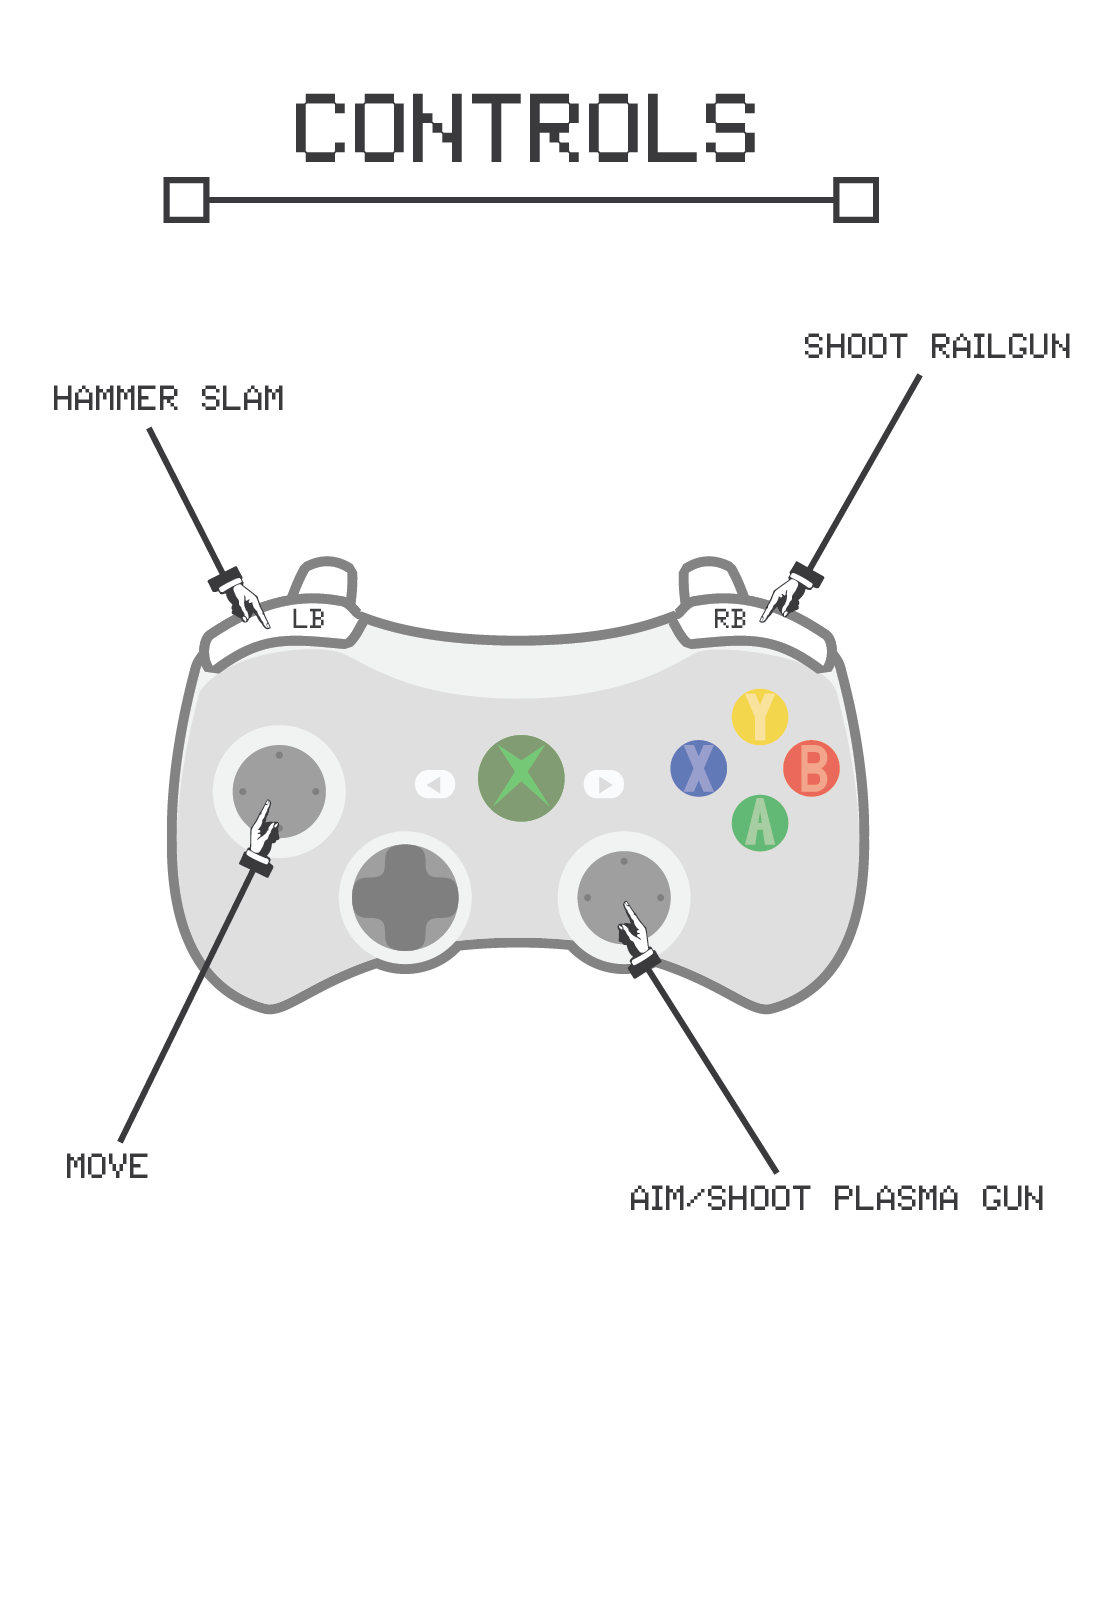 CONTROLS
SHOOT RAILGUN
HAMMER SLAM
LB
RB
Y
X
B
A
MOVE
AIM/SHOOT PLASMA GUN